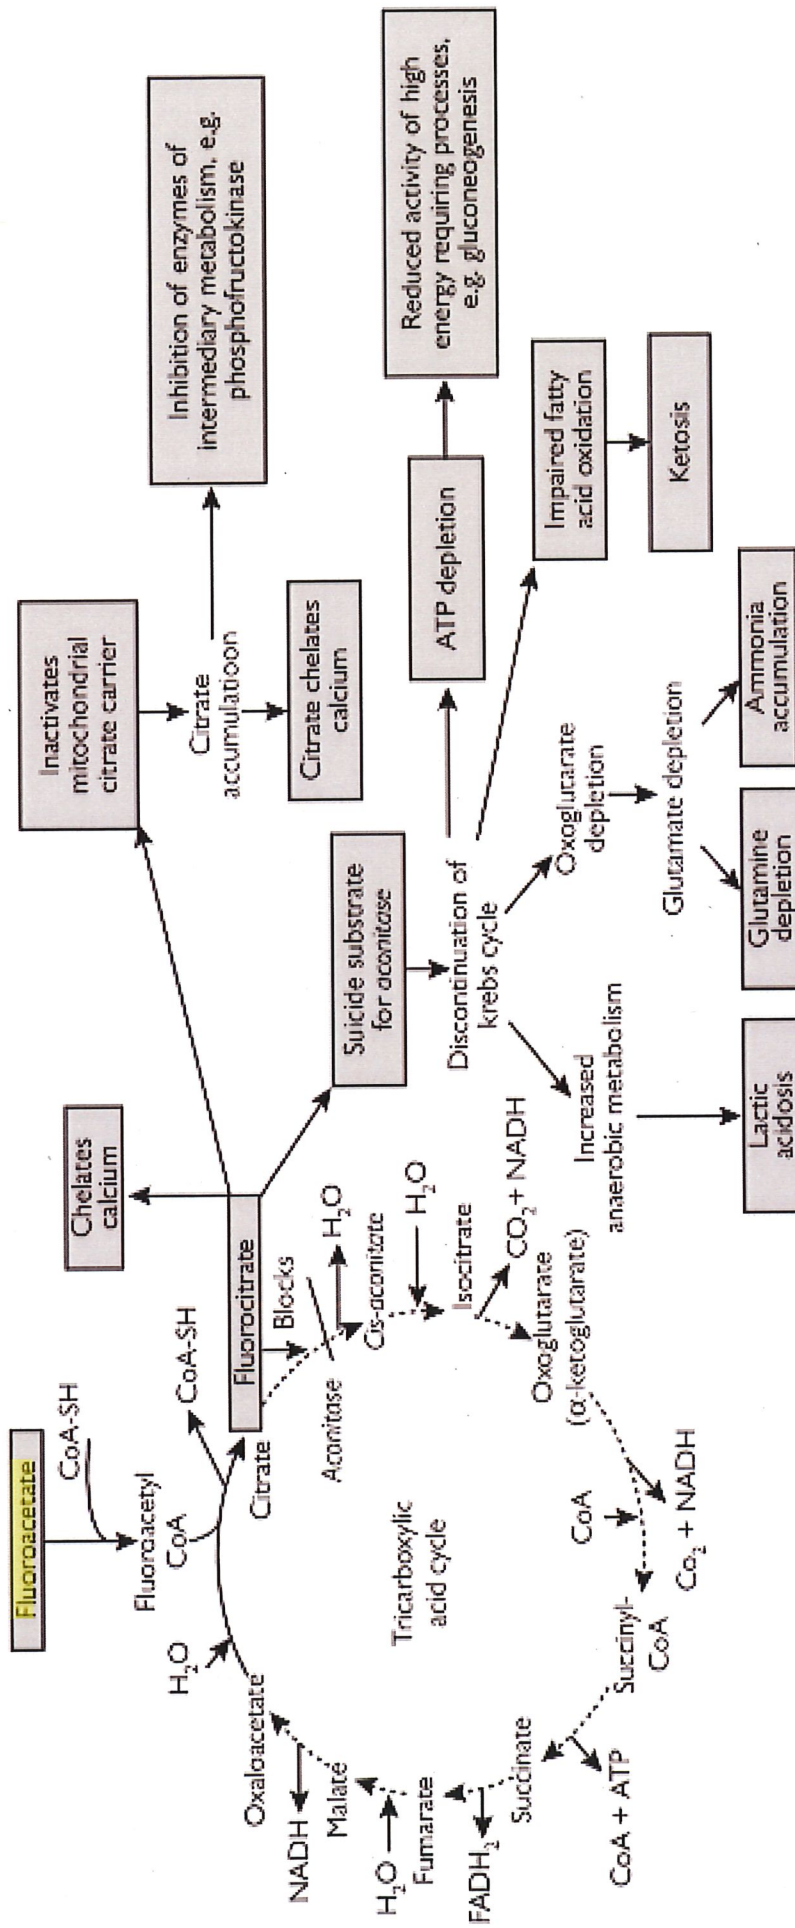 Fluoroacetate
CoA-SH
Fluoroacetyl
CoA
CoA-SH
H₂O
Oxaloacetate
Citrate
Fluorocitrate
Blocks
Aconitase
H₂O
Cis-aconitate
H₂O
Isocitrate
CO₂ + NADH
Oxoglutarate
(α-ketoglutarate)
CoA
Co₂ + NADH
Succinyl-
CoA
CoA + ATP
Succinate
FADH₂
Fumarate
H₂O
Malate
NADH
Tricarboxylic
acid cycle
Chelates
calcium
Inactivates
mitochondrial
citrate carrier
Citrate
accumulatioon
Citrate chelates
calcium
Inhibition of enzymes of
intermediary metabolism, e.g.
phosphofructokinase
Suicide substrate
for aconitase
Discontinuation of
krebs cycle
ATP depletion
Reduced activity of high
energy requiring processes,
e.g. gluconeogenesis
Impaired fatty
acid oxidation
Ketosis
Oxoglutarate
depletion
Glutamate depletion
Glutamine
depletion
Ammonia
accumulation
Increased
anaerobic metabolism
Lactic
acidosis